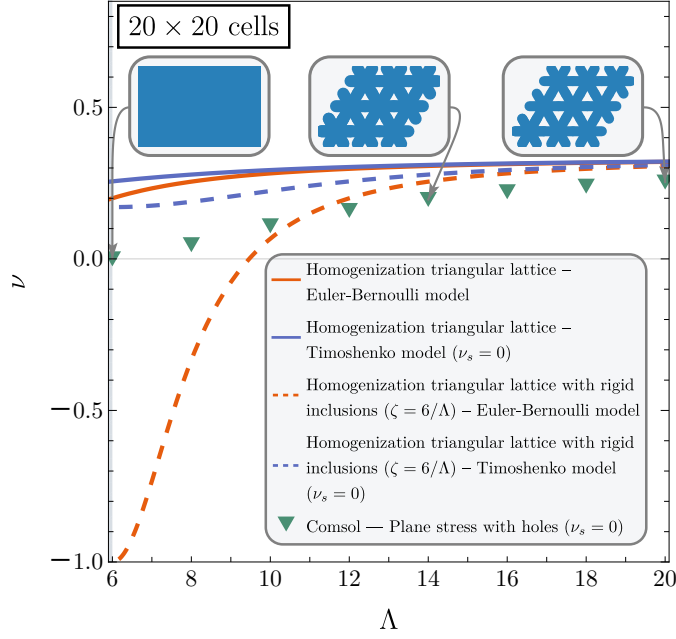 20 × 20 cells
ν
0.5
0.0
−0.5
−1.0
Homogenization triangular lattice –
Euler-Bernoulli model
Homogenization triangular lattice –
Timoshenko model (ν_s = 0)
Homogenization triangular lattice with rigid
inclusions (ζ = 6/Λ) – Euler-Bernoulli model
Homogenization triangular lattice with rigid
inclusions (ζ = 6/Λ) – Timoshenko model
(ν_s = 0)
Comsol — Plane stress with holes (ν_s = 0)
6 8 10 12 14 16 18 20
Λ